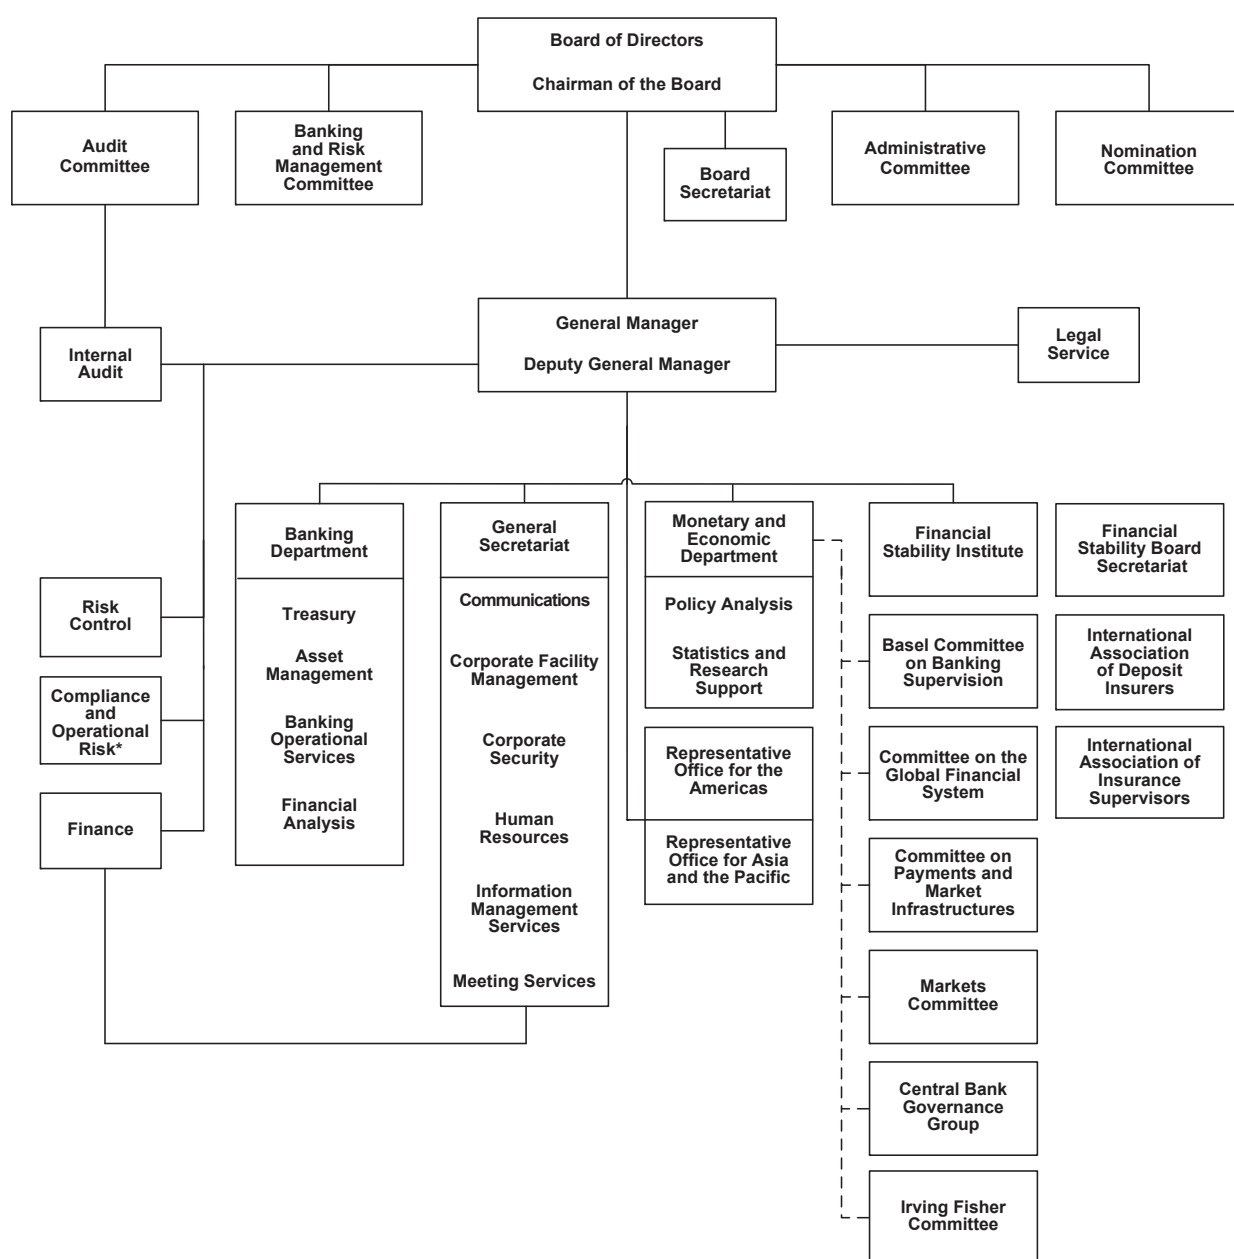 Board of Directors
Chairman of the Board
Audit
Committee
Banking
and Risk
Management
Committee
Board
Secretariat
Administrative
Committee
Nomination
Committee
General Manager
Deputy General Manager
Internal
Audit
Legal
Service
Banking
Department
Treasury
Asset
Management
Banking
Operational
Services
Financial
Analysis
General
Secretariat
Communications
Corporate Facility
Management
Corporate
Security
Human
Resources
Information
Management
Services
Meeting Services
Monetary and
Economic
Department
Policy Analysis
Statistics and
Research
Support
Representative
Office for the
Americas
Representative
Office for Asia
and the Pacific
Financial
Stability Institute
Financial
Stability Board
Secretariat
Risk
Control
Compliance
and
Operational
Risk*
Finance
Basel Committee
on Banking
Supervision
International
Association
of Deposit
Insurers
Committee on the
Global Financial
System
International
Association of
Insurance
Supervisors
Committee on
Payments and
Market
Infrastructures
Markets
Committee
Central Bank
Governance
Group
Irving Fisher
Committee